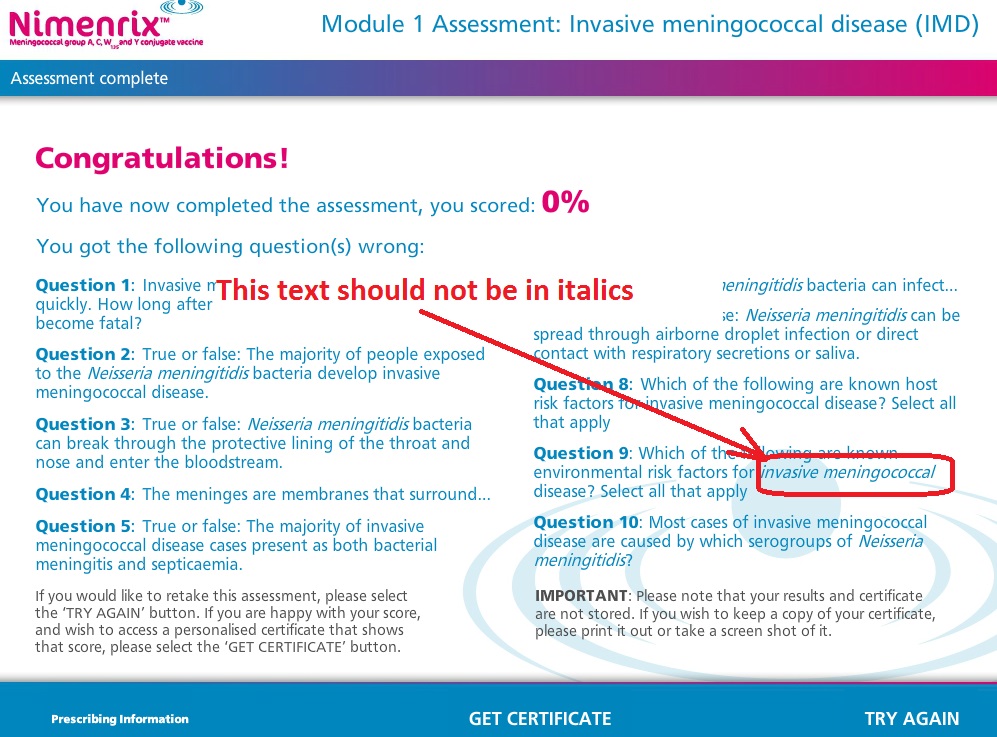 Nimenrix™
Meningococcal group A, C, W135 and Y conjugate vaccine
Module 1 Assessment: Invasive meningococcal disease (IMD)
Assessment complete
Congratulations!
You have now completed the assessment, you scored: 0%
You got the following question(s) wrong:
This text should not be in italics
Question 1: Invasive
quickly. How long after
become fatal?
Question 2: True or false: The majority of people exposed
to the Neisseria meningitidis bacteria develop invasive
meningococcal disease.
Question 3: True or false: Neisseria meningitidis bacteria
can break through the protective lining of the throat and
nose and enter the bloodstream.
Question 4: The meninges are membranes that surround...
Question 5: True or false: The majority of invasive
meningococcal disease cases present as both bacterial
meningitis and septicaemia.
bacteria can infect...
se: Neisseria meningitidis can be
spread through airborne droplet infection or direct
contact with respiratory secretions or saliva.
Question 8: Which of the following are known host
risk factors for invasive meningococcal disease? Select all
that apply
Question 9: Which of the following are known
environmental risk factors for invasive meningococcal
disease? Select all that apply
Question 10: Most cases of invasive meningococcal
disease are caused by which serogroups of Neisseria
meningitidis?
If you would like to retake this assessment, please select
the ‘TRY AGAIN’ button. If you are happy with your score,
and wish to access a personalised certificate that shows
that score, please select the ‘GET CERTIFICATE’ button.
IMPORTANT: Please note that your results and certificate
are not stored. If you wish to keep a copy of your certificate,
please print it out or take a screen shot of it.
Prescribing Information
GET CERTIFICATE
TRY AGAIN